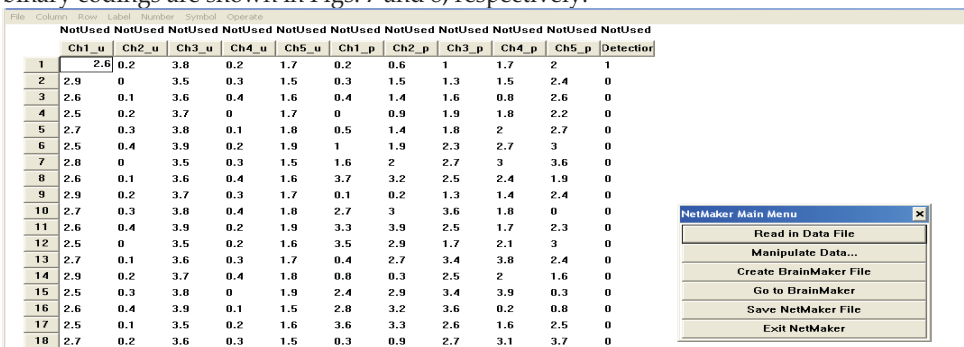 binary codings are shown in Figs. 7 and 8, respectively.
File Column Row Label Number Symbol Operate
NotUsed NotUsed NotUsed NotUsed NotUsed NotUsed NotUsed NotUsed NotUsed NotUsed NotUsed
Ch1_u Ch2_u Ch3_u Ch4_u Ch5_u Ch1_p Ch2_p Ch3_p Ch4_p Ch5_p Detection
1 2.6 0.2 3.8 0.2 1.7 0.2 0.6 1 1.7 2 1
2 2.9 0 3.5 0.3 1.5 0.3 1.5 1.3 1.5 2.4 0
3 2.6 0.1 3.6 0.4 1.6 0.4 1.4 1.6 0.8 2.6 0
4 2.5 0.2 3.7 0 1.7 0 0.9 1.9 1.8 2.2 0
5 2.7 0.3 3.8 0.1 1.8 0.5 1.4 1.8 2 2.7 0
6 2.5 0.4 3.9 0.2 1.9 1 1.9 2.3 2.7 3 0
7 2.8 0 3.5 0.3 1.5 1.6 2 2.7 3 3.6 0
8 2.6 0.1 3.6 0.4 1.6 3.7 3.2 2.5 2.4 1.9 0
9 2.9 0.2 3.7 0.3 1.7 0.1 0.2 1.3 1.4 2.4 0
10 2.7 0.3 3.8 0.4 1.8 2.7 3 3.6 1.8 0 0
11 2.6 0.4 3.9 0.2 1.9 3.3 3.9 2.5 1.7 2.3 0
12 2.5 0 3.5 0.2 1.6 3.5 2.9 1.7 2.1 3 0
13 2.7 0.1 3.6 0.3 1.7 0.4 2.7 3.4 3.8 2.4 0
14 2.9 0.2 3.7 0.4 1.8 0.8 0.3 2.5 2 1.6 0
15 2.5 0.3 3.8 0 1.9 2.4 2.9 3.4 3.9 0.3 0
16 2.6 0.4 3.9 0.1 1.5 2.8 3.2 3.6 0.2 0.8 0
17 2.5 0.1 3.5 0.2 1.6 3.6 3.3 2.6 1.6 2.5 0
18 2.7 0.2 3.6 0.3 1.5 0.3 0.9 2.7 3.1 3.7 0
NetMaker Main Menu
Read in Data File
Manipulate Data...
Create BrainMaker File
Go to BrainMaker
Save NetMaker File
Exit NetMaker